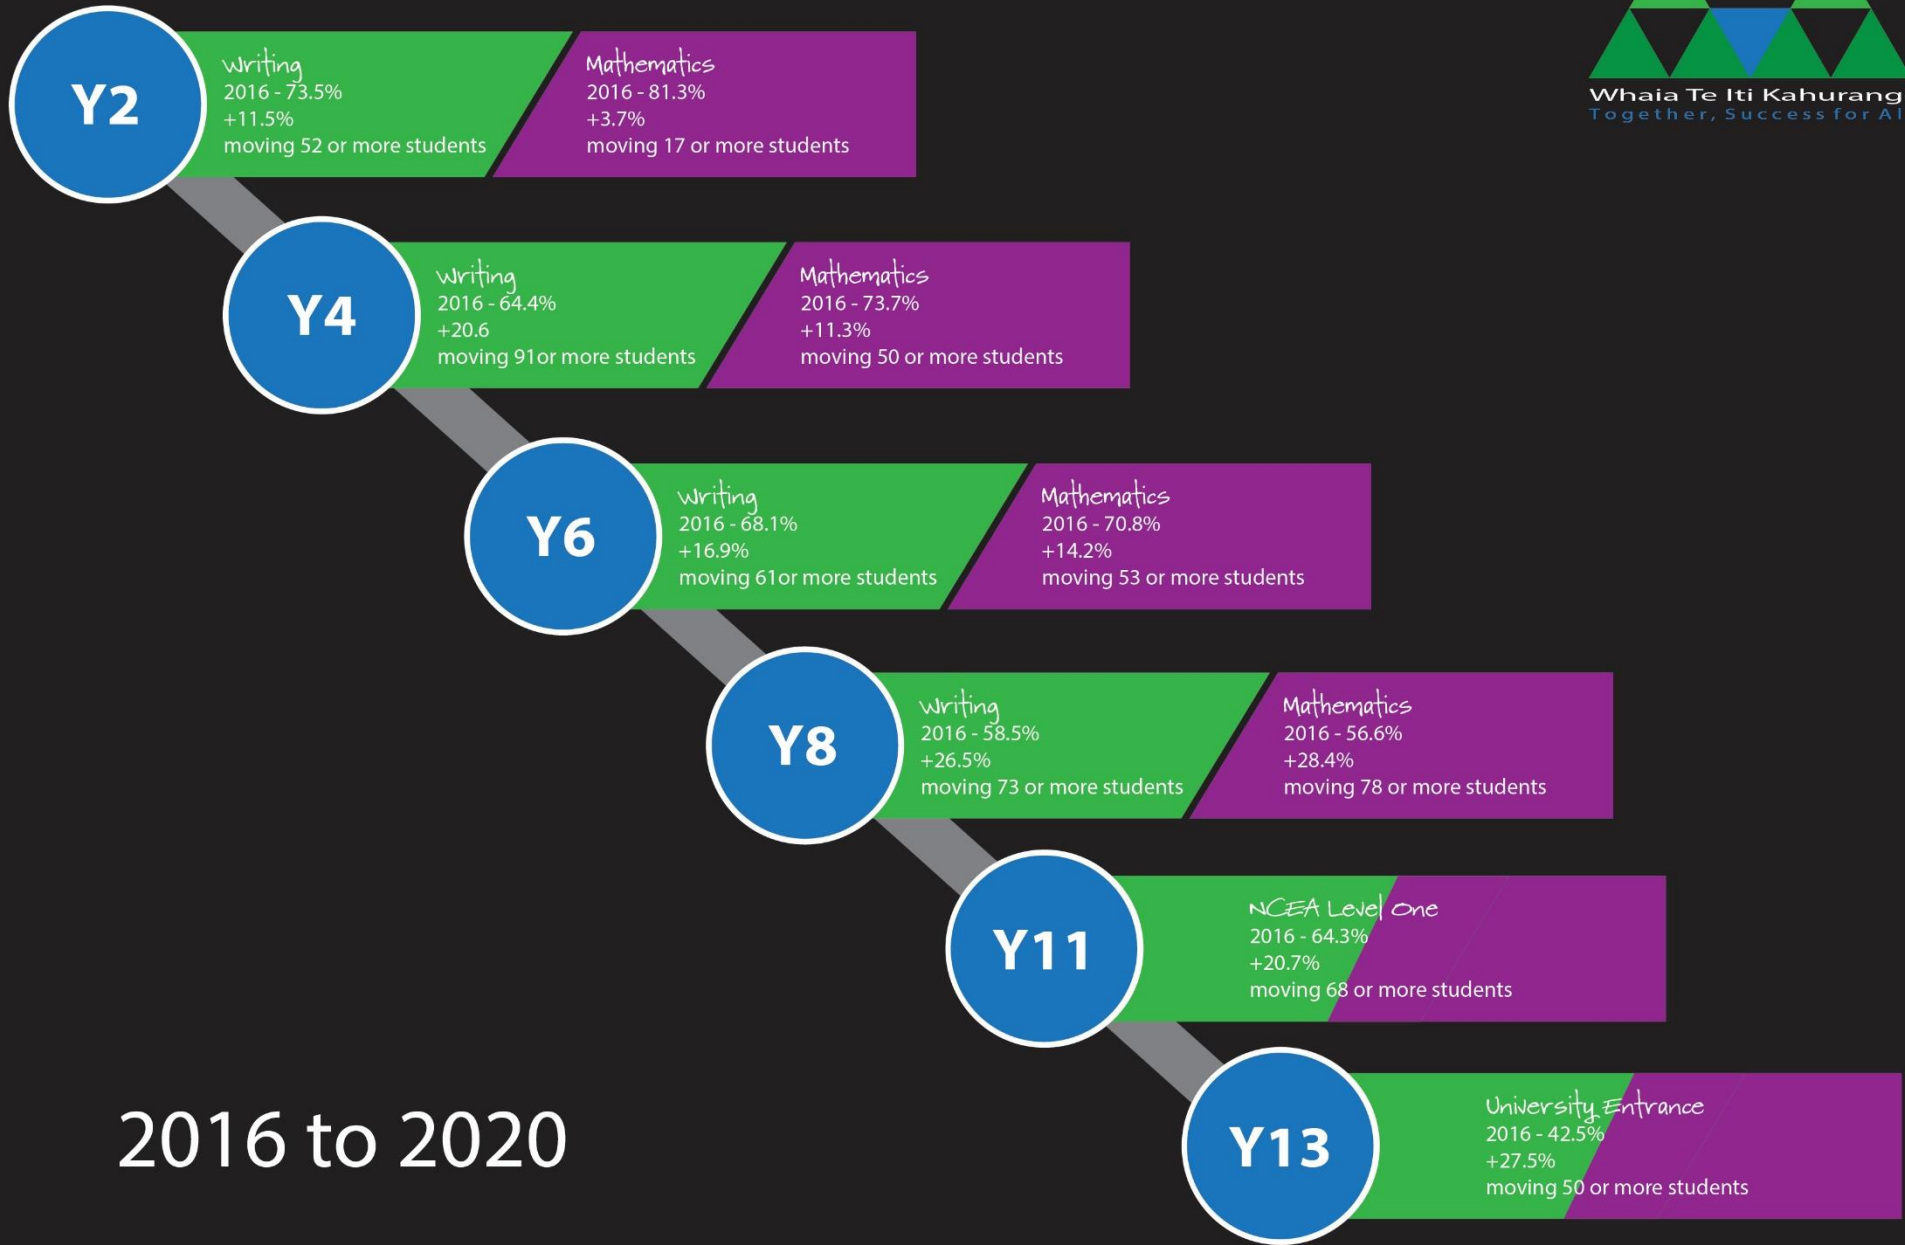 Whaia Te Iti Kahurang
Together, Success for Al
Y2
Writing
2016 - 73.5%
+11.5%
moving 52 or more students
Mathematics
2016 - 81.3%
+3.7%
moving 17 or more students
Y4
Writing
2016 - 64.4%
+20.6
moving 91or more students
Mathematics
2016 - 73.7%
+11.3%
moving 50 or more students
Y6
Writing
2016 - 68.1%
+16.9%
moving 61or more students
Mathematics
2016 - 70.8%
+14.2%
moving 53 or more students
Y8
Writing
2016 - 58.5%
+26.5%
moving 73 or more students
Mathematics
2016 - 56.6%
+28.4%
moving 78 or more students
Y11
NCEA Level One
2016 - 64.3%
+20.7%
moving 68 or more students
Y13
University Entrance
2016 - 42.5%
+27.5%
moving 50 or more students
2016 to 2020